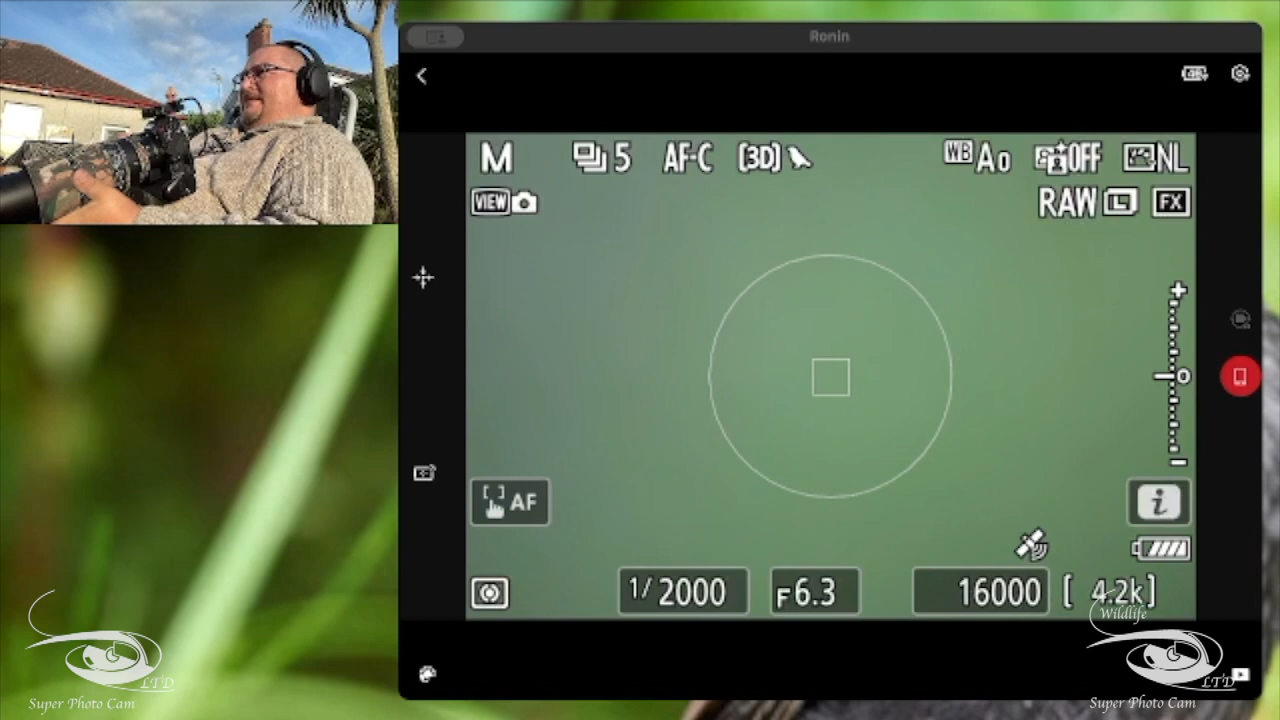 Ronin
M 5 AF-C [3D] WB A0 OFF NL
VIEW RAW L FX
+
0
-
AF i
1/2000 F6.3 16000 [ 4.2k]
Wildlife
LTD LTD
Super Photo Cam Super Photo Cam